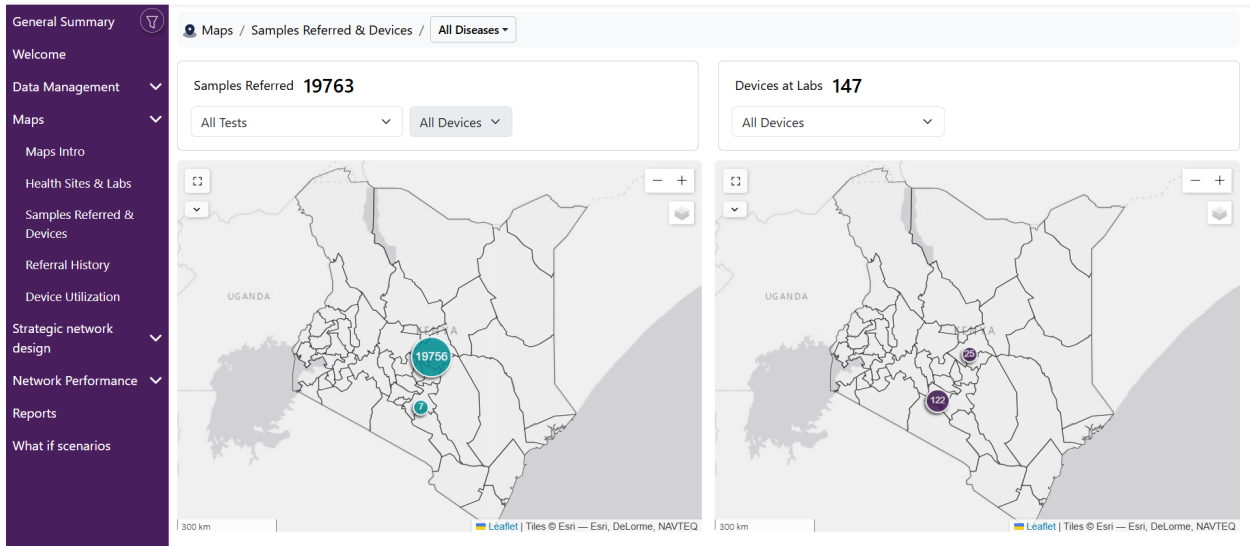 General Summary
Welcome
Data Management
Maps
Maps Intro
Health Sites & Labs
Samples Referred &
Devices
Referral History
Device Utilization
Strategic network
design
Network Performance
Reports
What if scenarios
Maps / Samples Referred & Devices / All Diseases
Samples Referred 19763
All Tests
All Devices
Devices at Labs 147
All Devices
UGANDA
KENYA
19756
7
300 km
Leaflet | Tiles © Esri — Esri, DeLorme, NAVTEQ
UGANDA
KENYA
25
122
300 km
Leaflet | Tiles © Esri — Esri, DeLorme, NAVTEQ